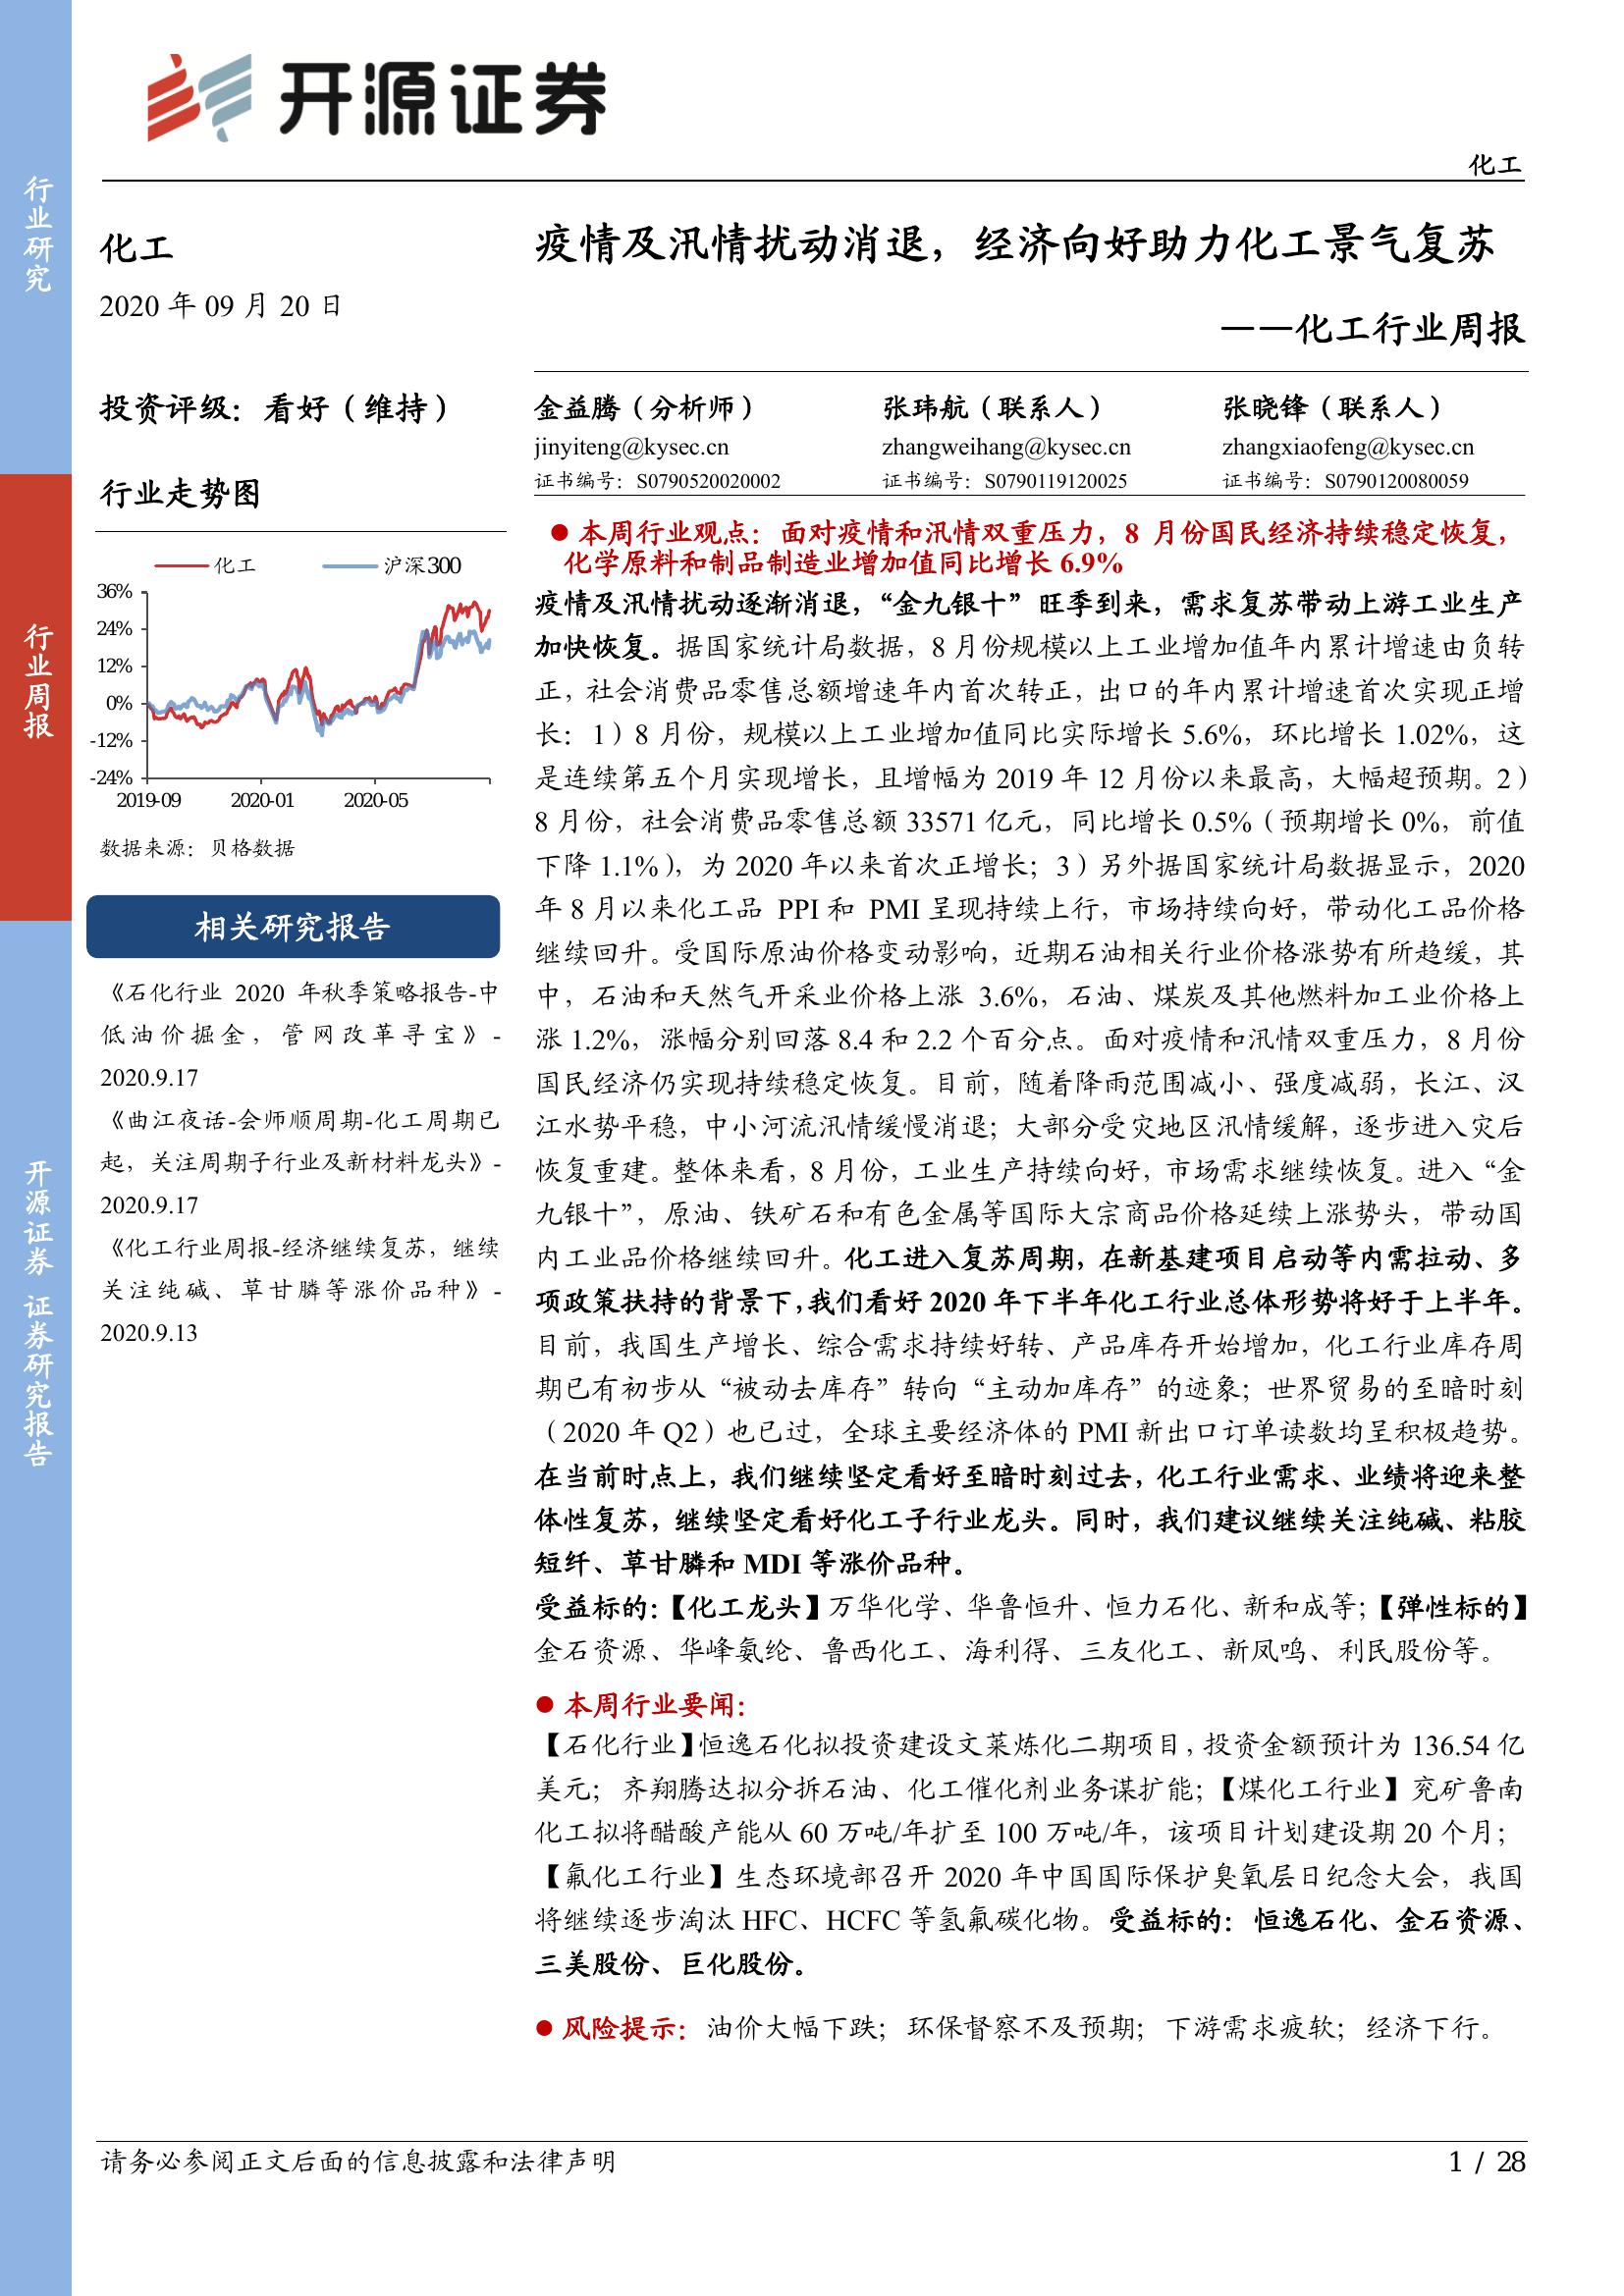 开源证券
化工
行业研究
行业周报
开源证券 证券研究报告
化工
2020 年 09 月 20 日
投资评级：看好（维持）
行业走势图
化工 沪深300
36%
24%
12%
0%
-12%
-24%
2019-09 2020-01 2020-05
数据来源：贝格数据
相关研究报告
《石化行业 2020 年秋季策略报告-中
低油价掘金，管网改革寻宝》-
2020.9.17
《曲江夜话-会师顺周期-化工周期已
起，关注周期子行业及新材料龙头》-
2020.9.17
《化工行业周报-经济继续复苏，继续
关注纯碱、草甘膦等涨价品种》-
2020.9.13
疫情及汛情扰动消退，经济向好助力化工景气复苏
——化工行业周报
金益腾（分析师） 张玮航（联系人） 张晓锋（联系人）
jinyiteng@kysec.cn zhangweihang@kysec.cn zhangxiaofeng@kysec.cn
证书编号：S0790520020002 证书编号：S0790119120025 证书编号：S0790120080059
● 本周行业观点：面对疫情和汛情双重压力，8 月份国民经济持续稳定恢复，
化学原料和制品制造业增加值同比增长 6.9%
疫情及汛情扰动逐渐消退，“金九银十”旺季到来，需求复苏带动上游工业生产
加快恢复。据国家统计局数据，8 月份规模以上工业增加值年内累计增速由负转
正，社会消费品零售总额增速年内首次转正，出口的年内累计增速首次实现正增
长：1）8 月份，规模以上工业增加值同比实际增长 5.6%，环比增长 1.02%，这
是连续第五个月实现增长，且增幅为 2019 年 12 月份以来最高，大幅超预期。2）
8 月份，社会消费品零售总额 33571 亿元，同比增长 0.5%（预期增长 0%，前值
下降 1.1%），为 2020 年以来首次正增长；3）另外据国家统计局数据显示，2020
年 8 月以来化工品 PPI 和 PMI 呈现持续上行，市场持续向好，带动化工品价格
继续回升。受国际原油价格变动影响，近期石油相关行业价格涨势有所趋缓，其
中，石油和天然气开采业价格上涨 3.6%，石油、煤炭及其他燃料加工业价格上
涨 1.2%，涨幅分别回落 8.4 和 2.2 个百分点。面对疫情和汛情双重压力，8 月份
国民经济仍实现持续稳定恢复。目前，随着降雨范围减小、强度减弱，长江、汉
江水势平稳，中小河流汛情缓慢消退；大部分受灾地区汛情缓解，逐步进入灾后
恢复重建。整体来看，8 月份，工业生产持续向好，市场需求继续恢复。进入“金
九银十”，原油、铁矿石和有色金属等国际大宗商品价格延续上涨势头，带动国
内工业品价格继续回升。化工进入复苏周期，在新基建项目启动等内需拉动、多
项政策扶持的背景下，我们看好 2020 年下半年化工行业总体形势将好于上半年。
目前，我国生产增长、综合需求持续好转、产品库存开始增加，化工行业库存周
期已有初步从“被动去库存”转向“主动加库存”的迹象；世界贸易的至暗时刻
（2020 年 Q2）也已过，全球主要经济体的 PMI 新出口订单读数均呈积极趋势。
在当前时点上，我们继续坚定看好至暗时刻过去，化工行业需求、业绩将迎来整
体性复苏，继续坚定看好化工子行业龙头。同时，我们建议继续关注纯碱、粘胶
短纤、草甘膦和 MDI 等涨价品种。
受益标的：【化工龙头】万华化学、华鲁恒升、恒力石化、新和成等；【弹性标的】
金石资源、华峰氨纶、鲁西化工、海利得、三友化工、新凤鸣、利民股份等。
● 本周行业要闻：
【石化行业】恒逸石化拟投资建设文莱炼化二期项目，投资金额预计为 136.54 亿
美元； 齐翔腾达拟分拆石油、化工催化剂业务谋扩能；【煤化工行业】兖矿鲁南
化工拟将醋酸产能从 60 万吨/年扩至 100 万吨/年，该项目计划建设期 20 个月；
【氟化工行业】生态环境部召开 2020 年中国国际保护臭氧层日纪念大会，我国
将继续逐步淘汰 HFC、HCFC 等氢氟碳化物。受益标的：恒逸石化、金石资源、
三美股份、巨化股份。
● 风险提示：油价大幅下跌；环保督察不及预期；下游需求疲软；经济下行。
请务必参阅正文后面的信息披露和法律声明 1 / 28